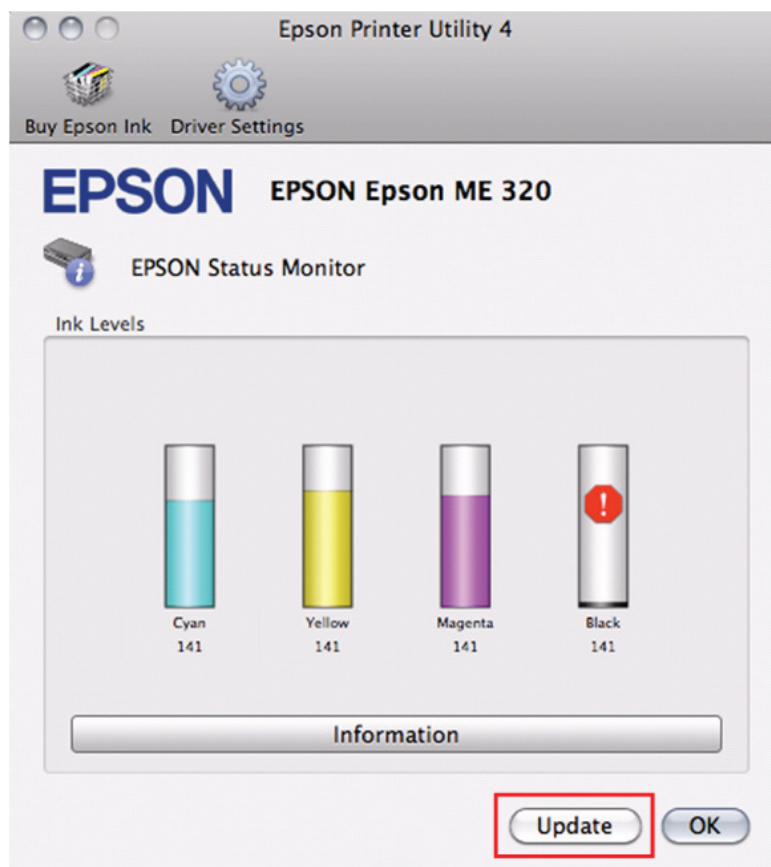 Epson Printer Utility 4
Buy Epson Ink Driver Settings
EPSON EPSON Epson ME 320
EPSON Status Monitor
Ink Levels
Cyan Yellow Magenta Black
141 141 141 141
Information
Update OK